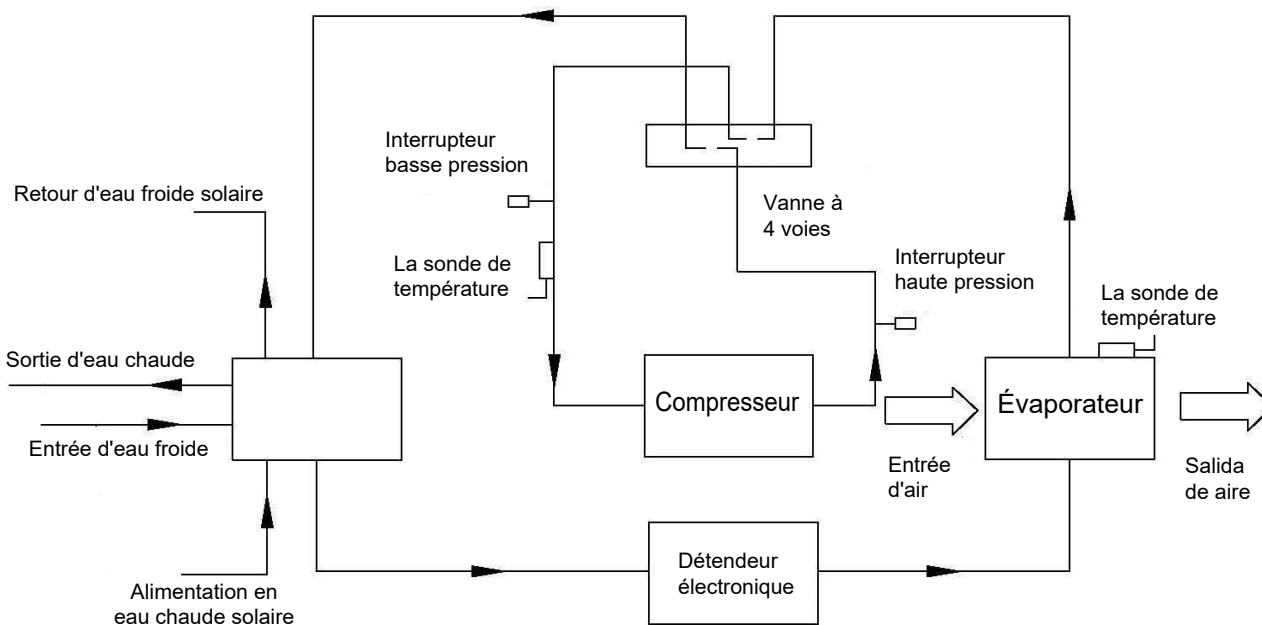 Interrupteur
basse pression
Retour d'eau froide solaire
Vanne à
4 voies
La sonde de
température
Interrupteur
haute pression
La sonde de
température
Sortie d'eau chaude
Compresseur
Évaporateur
Entrée d'eau froide
Entrée
d'air
Salida
de aire
Détendeur
électronique
Alimentation en
eau chaude solaire